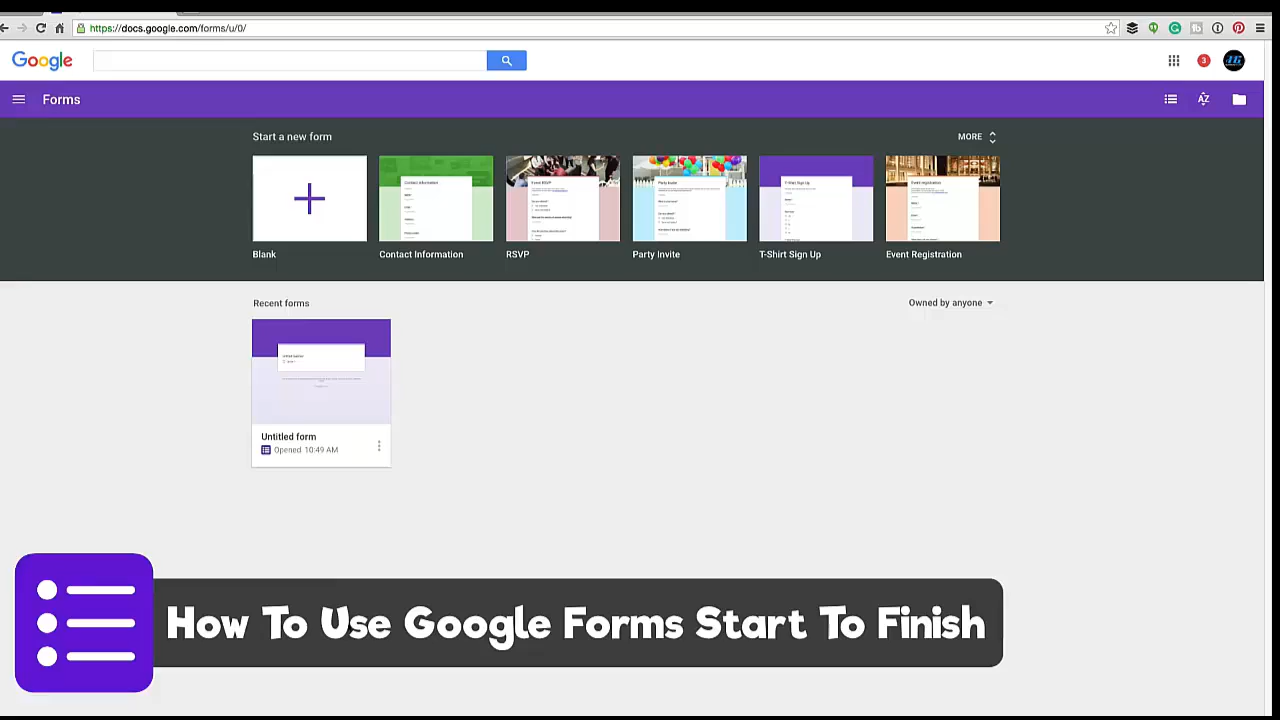 https://docs.google.com/forms/u/0/
Google
3
Forms
AZ
Start a new form
MORE
Blank
Contact Information
RSVP
Party Invite
T-Shirt Sign Up
Event Registration
Recent forms
Owned by anyone
Untitled form
Opened 10:49 AM
How To Use Google Forms Start To Finish